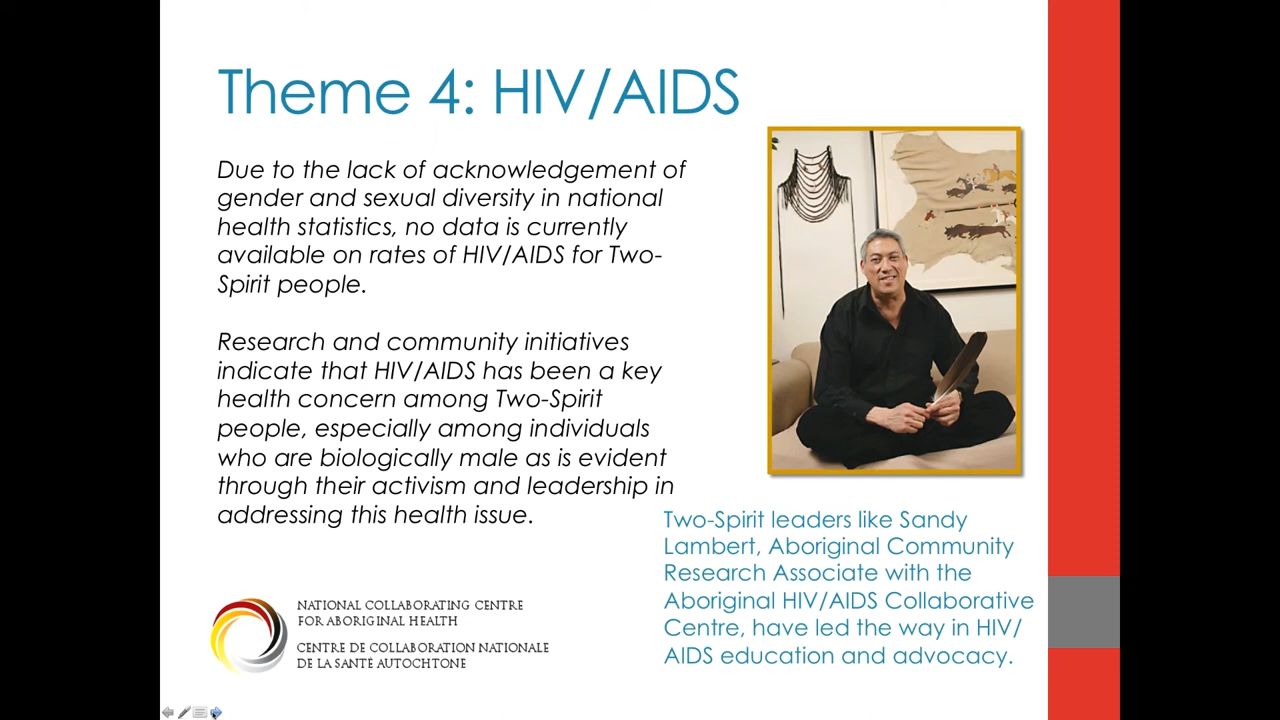 Theme 4: HIV/AIDS
Due to the lack of acknowledgement of
gender and sexual diversity in national
health statistics, no data is currently
available on rates of HIV/AIDS for Two-
Spirit people.
Research and community initiatives
indicate that HIV/AIDS has been a key
health concern among Two-Spirit
people, especially among individuals
who are biologically male as is evident
through their activism and leadership in
addressing this health issue.
Two-Spirit leaders like Sandy
Lambert, Aboriginal Community
Research Associate with the
Aboriginal HIV/AIDS Collaborative
Centre, have led the way in HIV/
AIDS education and advocacy.
NATIONAL COLLABORATING CENTRE
FOR ABORIGINAL HEALTH
CENTRE DE COLLABORATION NATIONALE
DE LA SANTÉ AUTOCHTONE